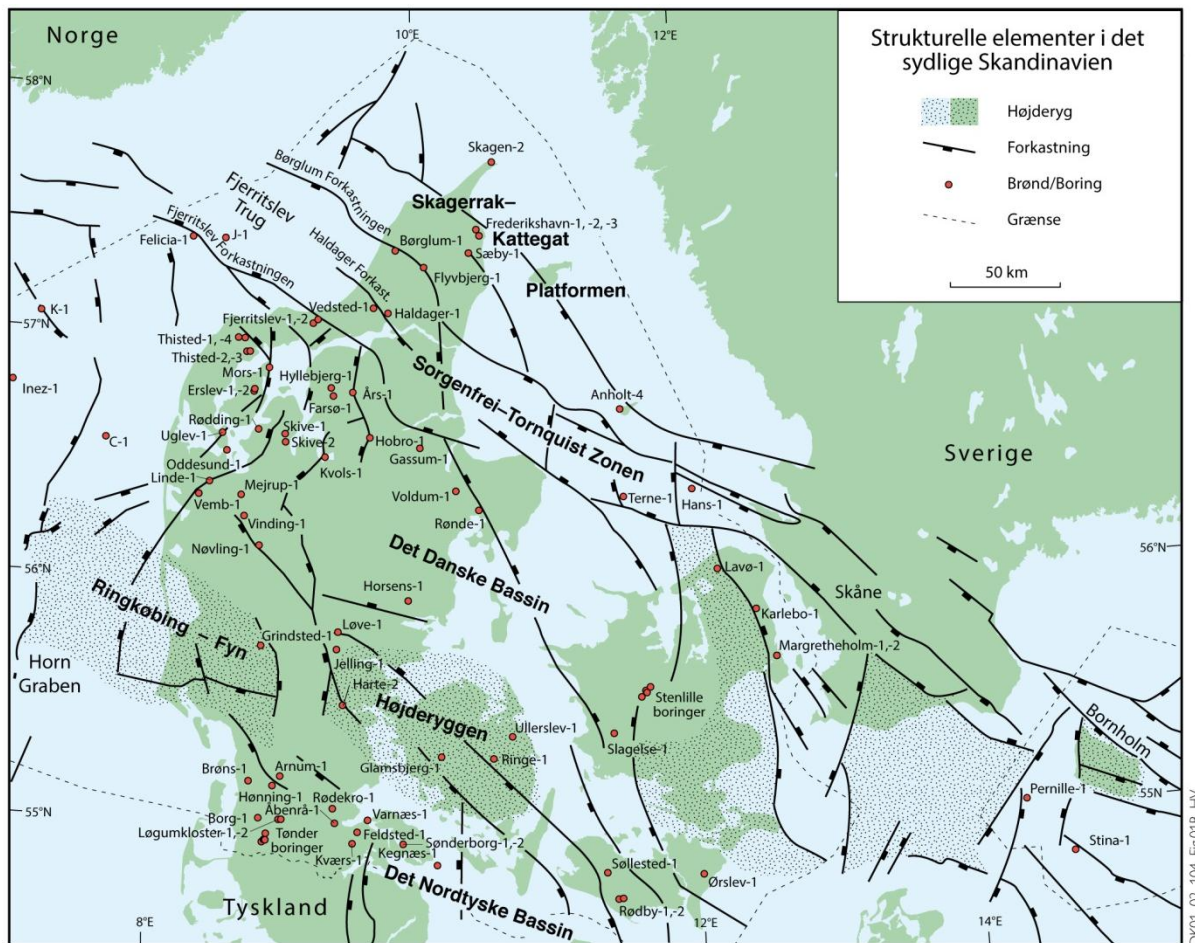 Norge
10°E
12°E
58°N
Strukturelle elementer i det
sydlige Skandinavien
Højderyg
Forkastning
Brønd/Boring
Grænse
50 km
Skagen-2
Børglum Forkastningen
Fjerritslev
Trug
Skagerrak–
Kattegat
Platformen
Frederikshavn-1, -2, -3
Fjerritslev Forkastningen
Felicia-1
J-1
Børglum-1
Sæby-1
Haldager Forkast.
Flyvbjerg-1
K-1
57°N
Vedsted-1
Fjerritslev-1,-2
Haldager-1
Thisted-1, -4
Thisted-2,-3
Mors-1
Inez-1
Hyllebjerg-1
Erslev-1,-2
Års-1
Farsø-1
Sorgenfrei–Tornquist Zonen
Anholt-4
Rødding-1
Skive-1
C-1
Uglev-1
Skive-2
Hobro-1
Gassum-1
Sverige
Oddesund-1
Kvols-1
Linde-1
Mejrup-1
Voldum-1
Terne-1
Hans-1
Vemb-1
Rønde-1
Vinding-1
Nøvling-1
Det Danske Bassin
56°N
56°N
Lavø-1
Ringkøbing – Fyn
Højderyggen
Horsens-1
Skåne
Karlebo-1
Løve-1
Grindsted-1
Margretheholm-1,-2
Horn
Graben
Jelling-1
Harte-2
Stenlille
boringer
Ullerslev-1
Slagelse-1
Bornholm
Glamsbjerg-1
Ringe-1
Brøns-1
Arnum-1
Hønning-1
Rødekro-1
55°N
55°N
Pernille-1
Åbenrå-1
Varnæs-1
Borg-1
Løgumkloster-1,-2
Feldsted-1
Tønder
boringer
Sønderborg-1,-2
Stina-1
Kværs-1
Kegnæs-1
Søllested-1
Ørslev-1
Det Nordtyske Bassin
Rødby-1,-2
Tyskland
8°E
12°E
14°E
DK01_02_104_Fig018_HV